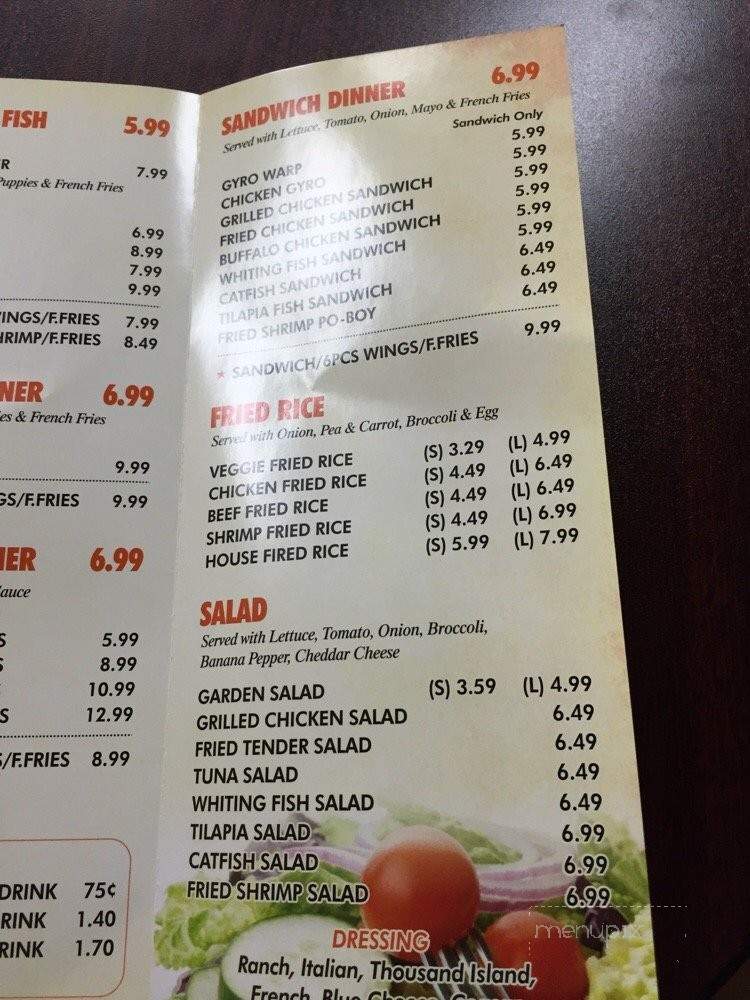 FISH 5.99
7.99
Puppies & French Fries
6.99
8.99
7.99
9.99
WINGS/F.FRIES 7.99
SHRIMP/F.FRIES 8.49
6.99
& French Fries
9.99
WINGS/F.FRIES 9.99
6.99
Sauce
5.99
8.99
10.99
12.99
/F.FRIES 8.99
DRINK 75¢
DRINK 1.40
DRINK 1.70
SANDWICH DINNER 6.99
Served with Lettuce, Tomato, Onion, Mayo & French Fries
Sandwich Only
GYRO WARP 5.99
CHICKEN GYRO 5.99
GRILLED CHICKEN SANDWICH 5.99
FRIED CHICKEN SANDWICH 5.99
BUFFALO CHICKEN SANDWICH 5.99
WHITING FISH SANDWICH 5.99
CATFISH SANDWICH 6.49
TILAPIA FISH SANDWICH 6.49
FRIED SHRIMP PO-BOY 6.49
★ SANDWICH/6PCS WINGS/F.FRIES 9.99
FRIED RICE
Served with Onion, Pea & Carrot, Broccoli & Egg
VEGGIE FRIED RICE (S) 3.29 (L) 4.99
CHICKEN FRIED RICE (S) 4.49 (L) 6.49
BEEF FRIED RICE (S) 4.49 (L) 6.49
SHRIMP FRIED RICE (S) 4.49 (L) 6.99
HOUSE FIRED RICE (S) 5.99 (L) 7.99
SALAD
Served with Lettuce, Tomato, Onion, Broccoli,
Banana Pepper, Cheddar Cheese
GARDEN SALAD (S) 3.59 (L) 4.99
GRILLED CHICKEN SALAD 6.49
FRIED TENDER SALAD 6.49
TUNA SALAD 6.49
WHITING FISH SALAD 6.49
TILAPIA SALAD 6.99
CATFISH SALAD 6.99
FRIED SHRIMP SALAD 6.99
DRESSING
Ranch, Italian, Thousand Island,
French, Blue Cheese,
menupix